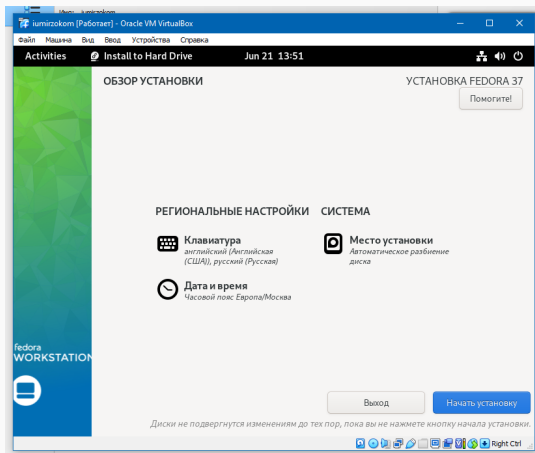 Имя: iumirzokom
iumirzokom [Работает] - Oracle VM VirtualBox
Файл Машина Вид Ввод Устройства Справка
Activities Install to Hard Drive Jun 21 13:51
ОБЗОР УСТАНОВКИ
УСТАНОВКА FEDORA 37
Помогите!
РЕГИОНАЛЬНЫЕ НАСТРОЙКИ
Клавиатура
английский (Английская
(США)), русский (Русская)
Дата и время
Часовой пояс Европа/Москва
СИСТЕМА
Место установки
Автоматическое разбиение
диска
fedora
WORKSTATION
Выход
Начать установку
Диски не подвергнутся изменениям до тех пор, пока вы не нажмете кнопку начала установки.
Right Ctrl